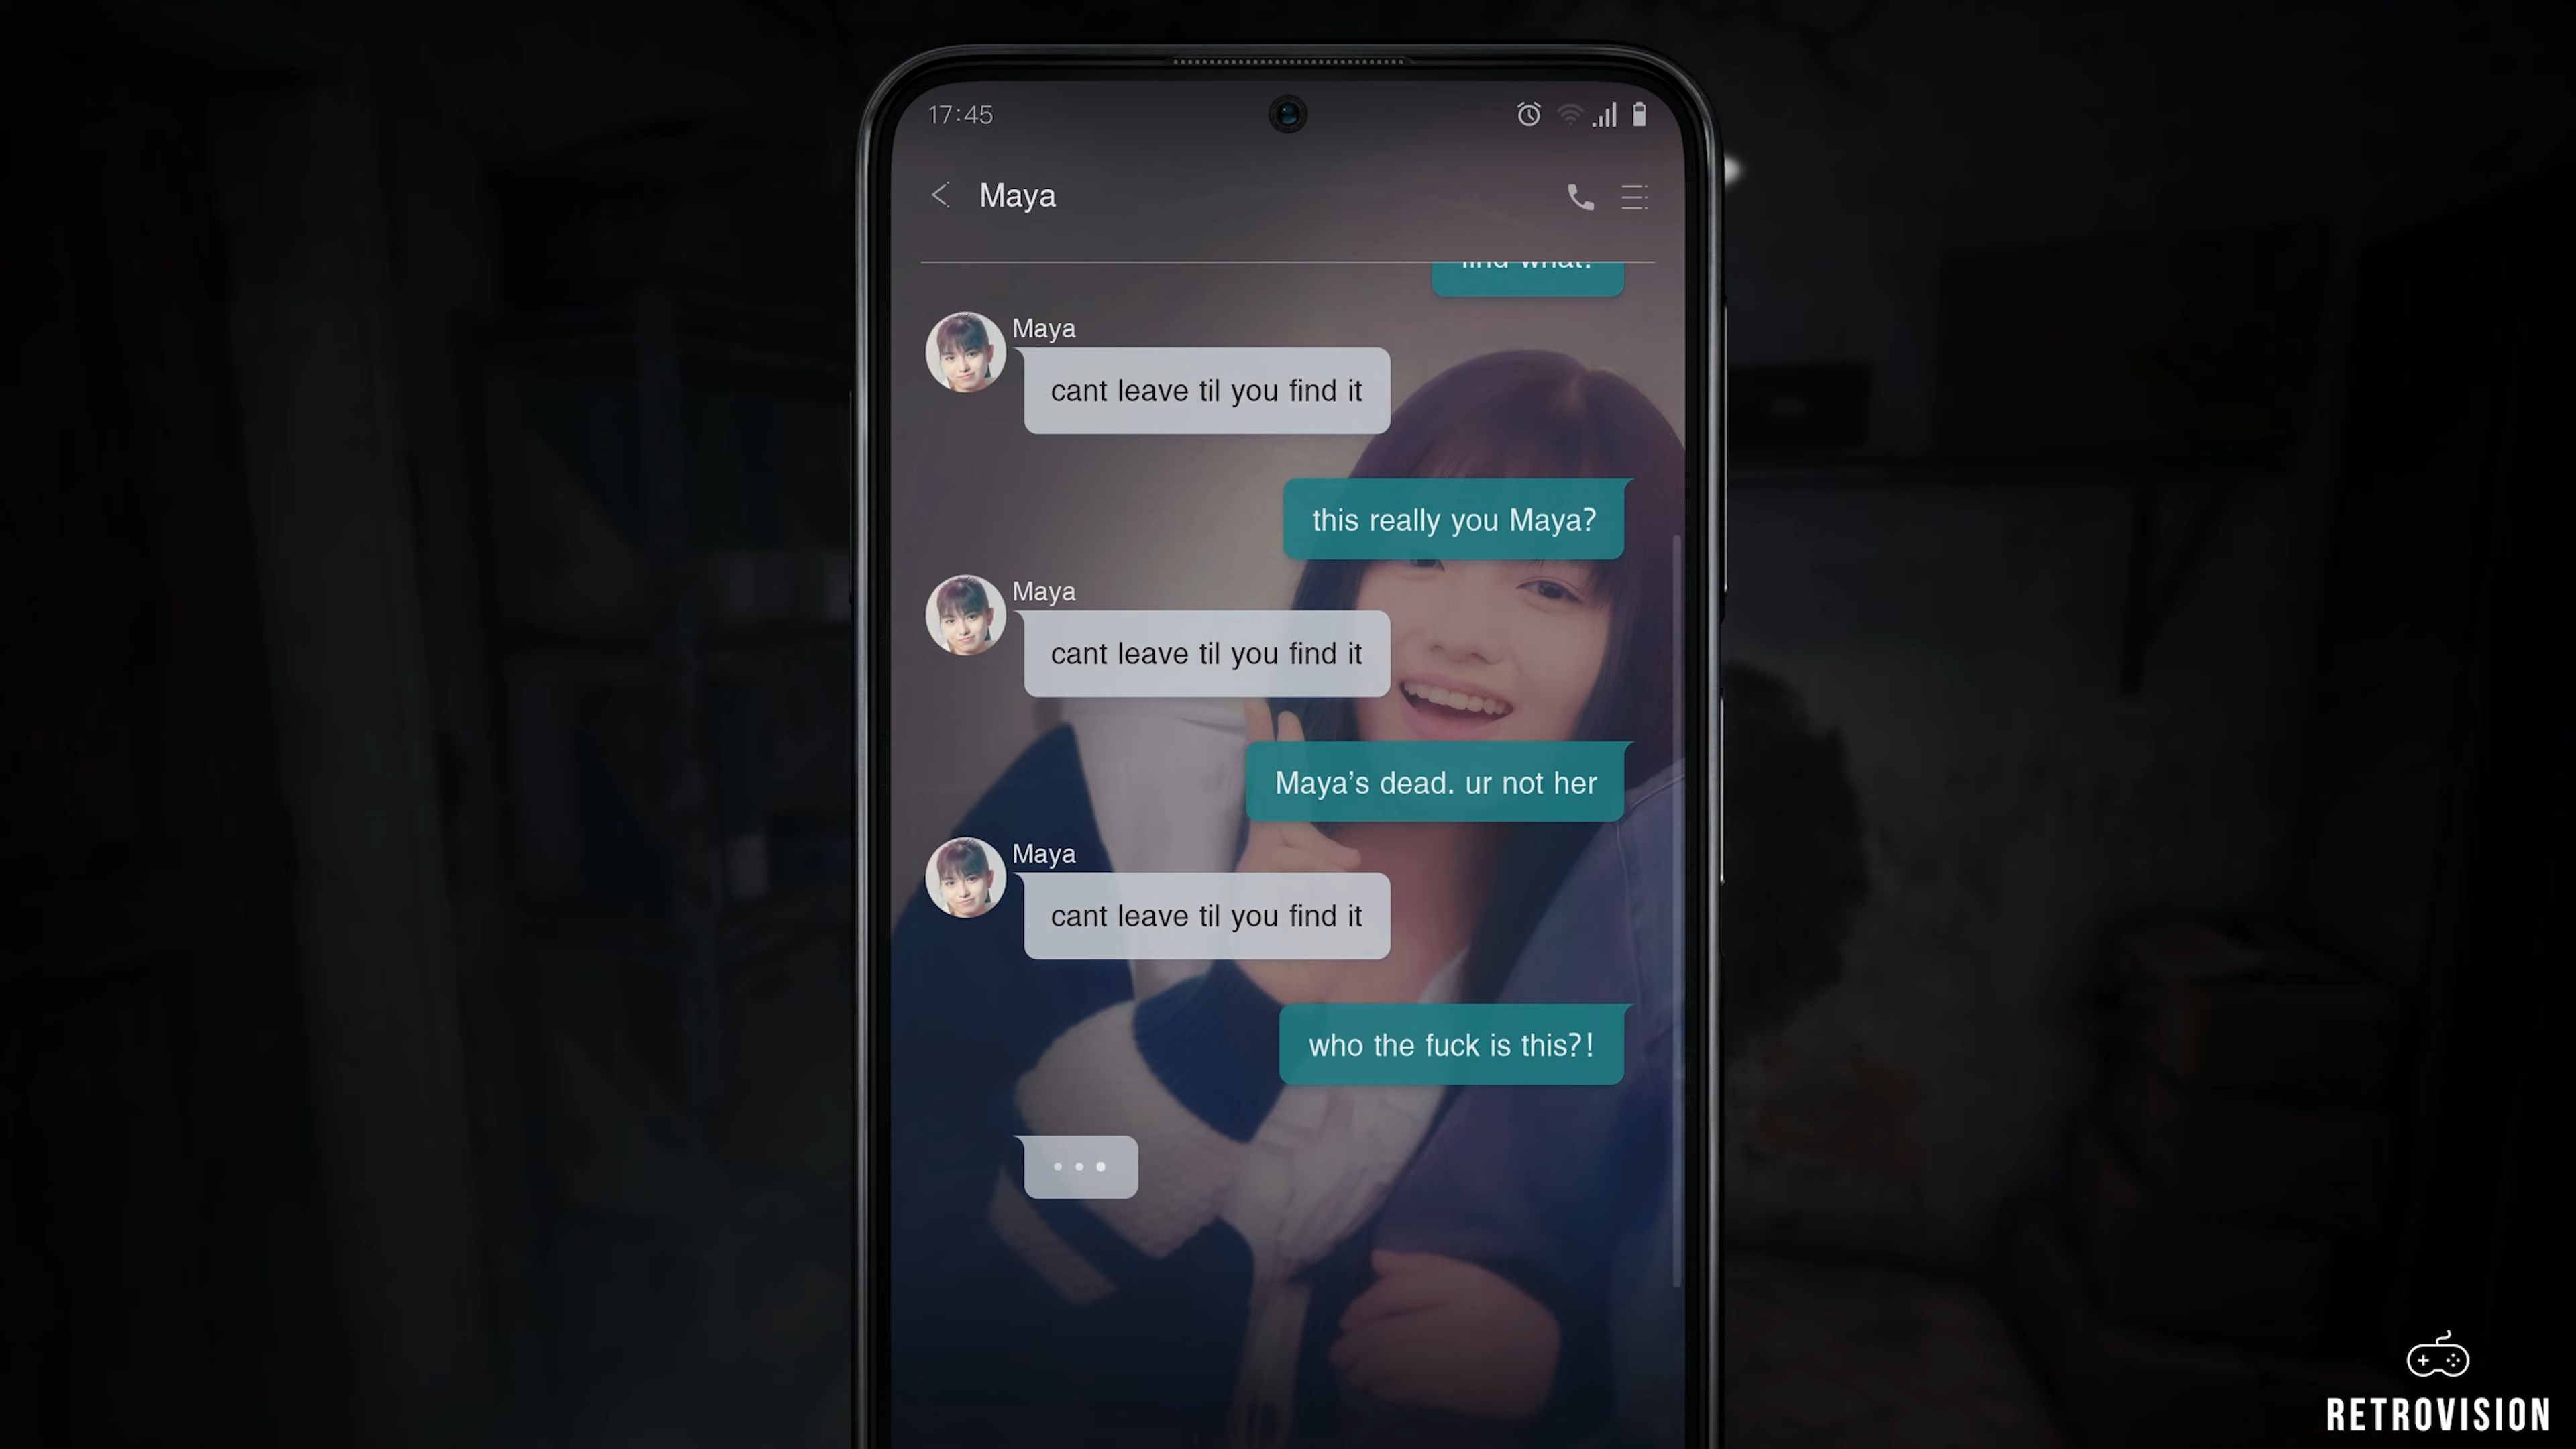 17:45
Maya
find what?
Maya
cant leave til you find it
this really you Maya?
Maya
cant leave til you find it
Maya’s dead. ur not her
Maya
cant leave til you find it
who the fuck is this?!
RETROVISION